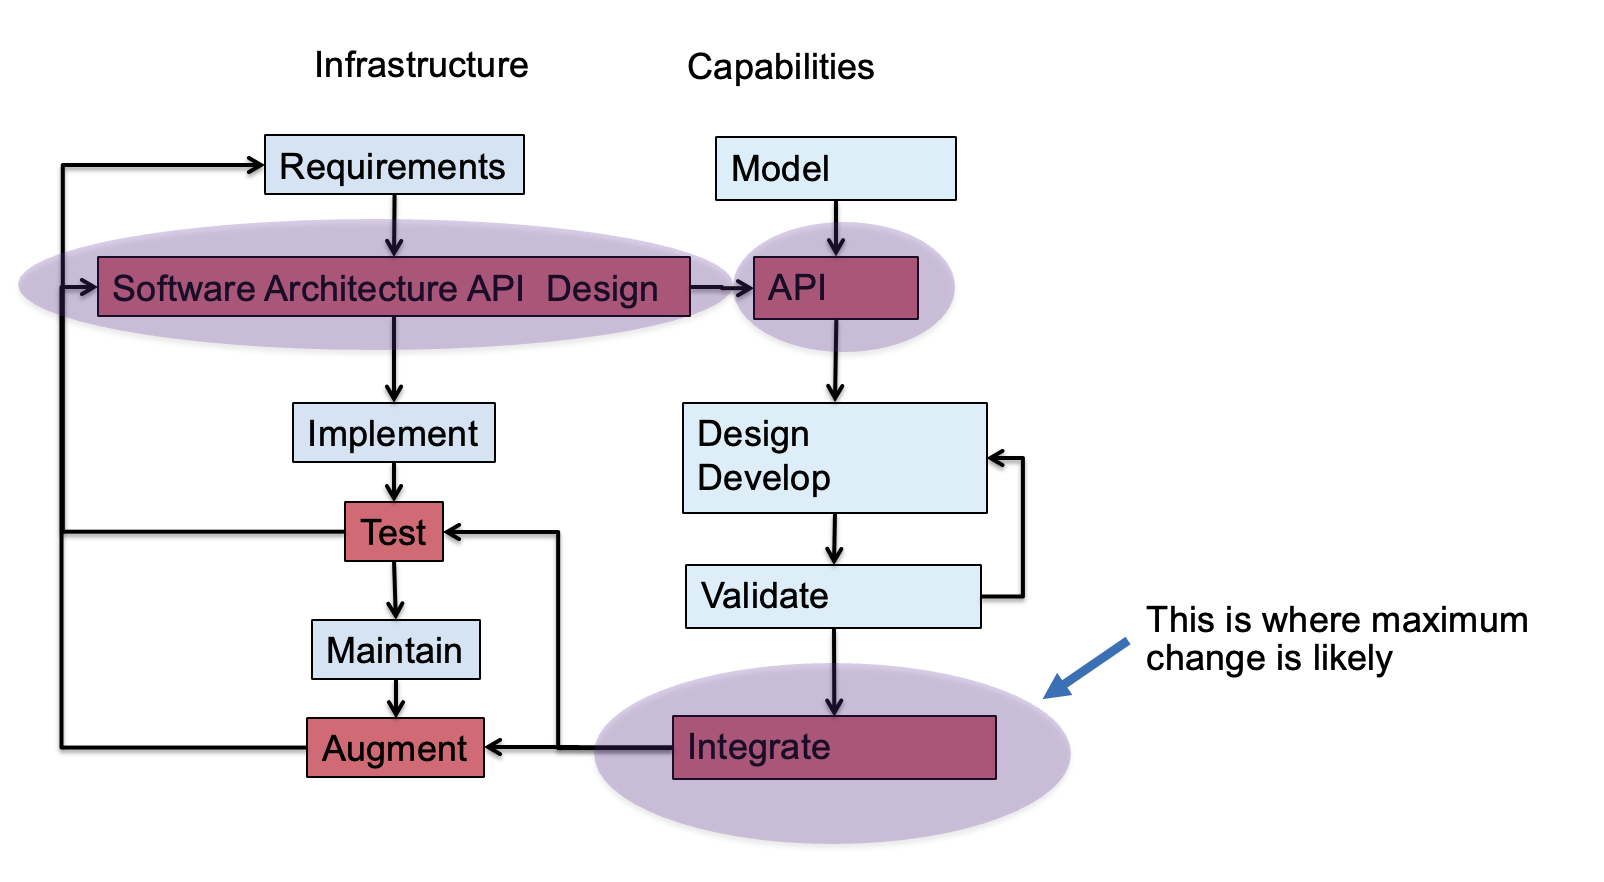 Infrastructure
Capabilities
Requirements
Model
Software Architecture API  Design
API
Implement
Design
Develop
Test
Validate
Maintain
This is where maximum
change is likely
Augment
Integrate